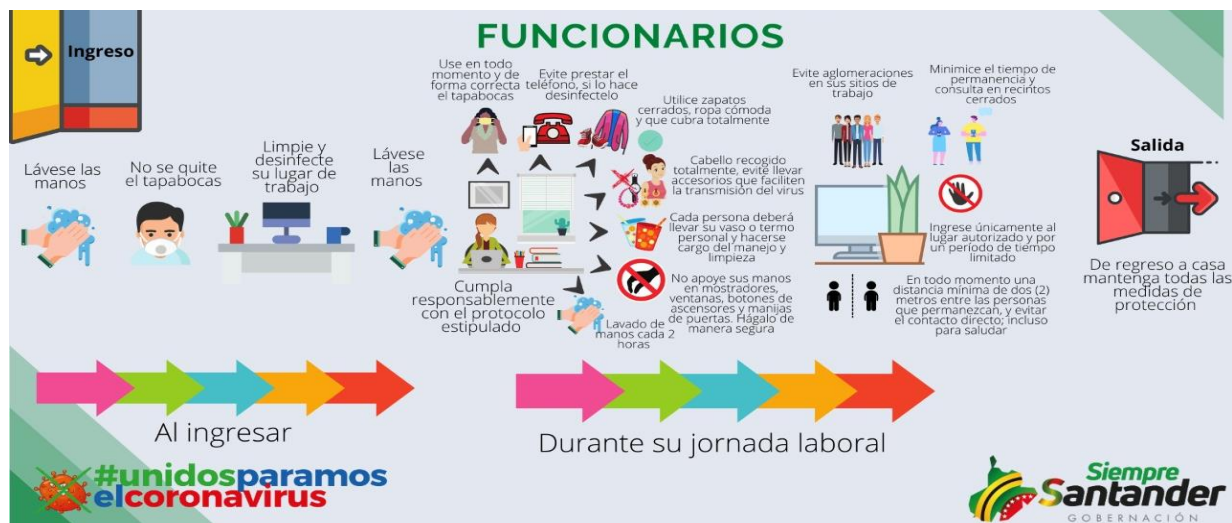 FUNCIONARIOS
Ingreso
Lávese las
manos
No se quite
el tapabocas
Limpie y
desinfecte
su lugar de
trabajo
Lávese las
manos
Use en todo
momento y de
forma correcta
el tapabocas
Evite prestar el
teléfono, si lo hace
desinfectelo
Utilice zapatos
cerrados, ropa cómoda
y que cubra totalmente
Cabello recogido
totalmente, evite llevar
accesorios que faciliten
la transmisión del virus
Cada persona deberá
llevar su vaso o termo
personal y hacerse
cargo del manejo y
limpieza
No apoye sus manos
en mostradores,
ventanas, botones de
ascensores y manijas
de puertas. Hágalo de
manera segura
Lavado de
manos cada 2
horas
Cumpla
responsablemente
con el protocolo
estipulado
Evite aglomeraciones
en sus sitios de
trabajo
Minimice el tiempo de
permanencia y
consulta en recintos
cerrados
Ingrese únicamente al
lugar autorizado y por
un período de tiempo
limitado
En todo momento una
distancia mínima de dos (2)
metros entre las personas
que permanezcan, y evitar
el contacto directo; incluso
para saludar
Salida
De regreso a casa
mantenga todas las
medidas de
protección
Al ingresar
Durante su jornada laboral
#unidosparamos
elcoronavirus
Siempre
Santander
GOBERNACIÓN